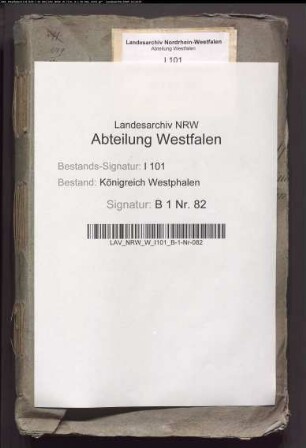 Landesarchiv Nordrhein-Westfalen
Abteilung Westfalen
I 101
Landesarchiv NRW
Abteilung Westfalen
Bestands-Signatur: I 101
Bestand: Königreich Westphalen
Signatur: B 1 Nr. 82
LAV_NRW_W_I101_B-1-Nr-082